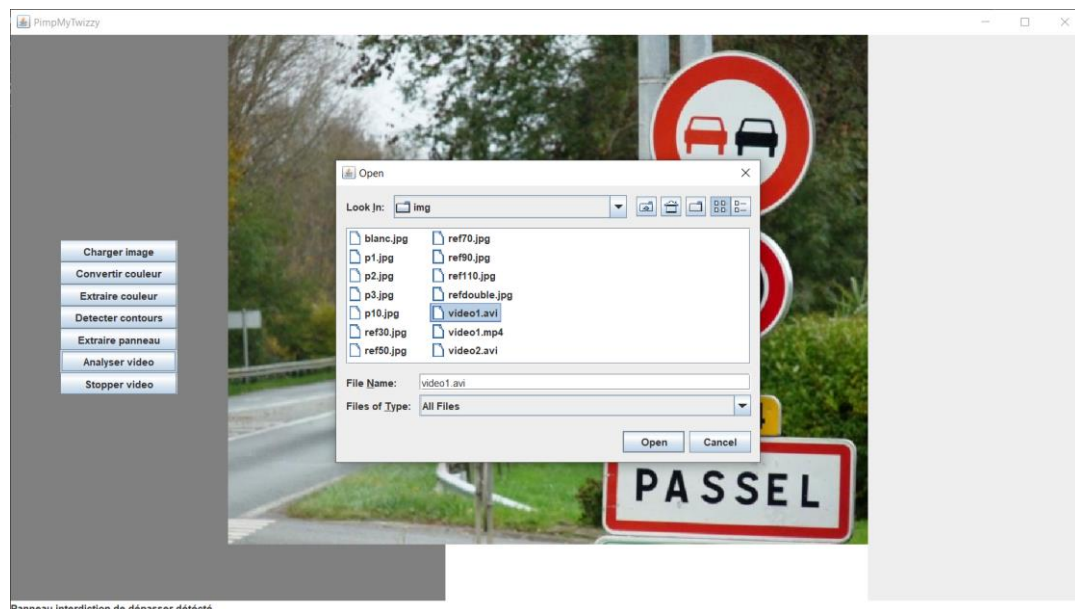 PimpMyTwizzy
Open
Look In:
img
blanc.jpg
p1.jpg
p2.jpg
p3.jpg
p10.jpg
ref30.jpg
ref50.jpg
ref70.jpg
ref90.jpg
ref110.jpg
refdouble.jpg
video1.avi
video1.mp4
video2.avi
File Name:
video1.avi
Files of Type:
All Files
Open
Cancel
Charger image
Convertir couleur
Extraire couleur
Detecter contours
Extraire panneau
Analyser video
Stopper video
PASSEL
Panneau interdiction de dépasser détécté